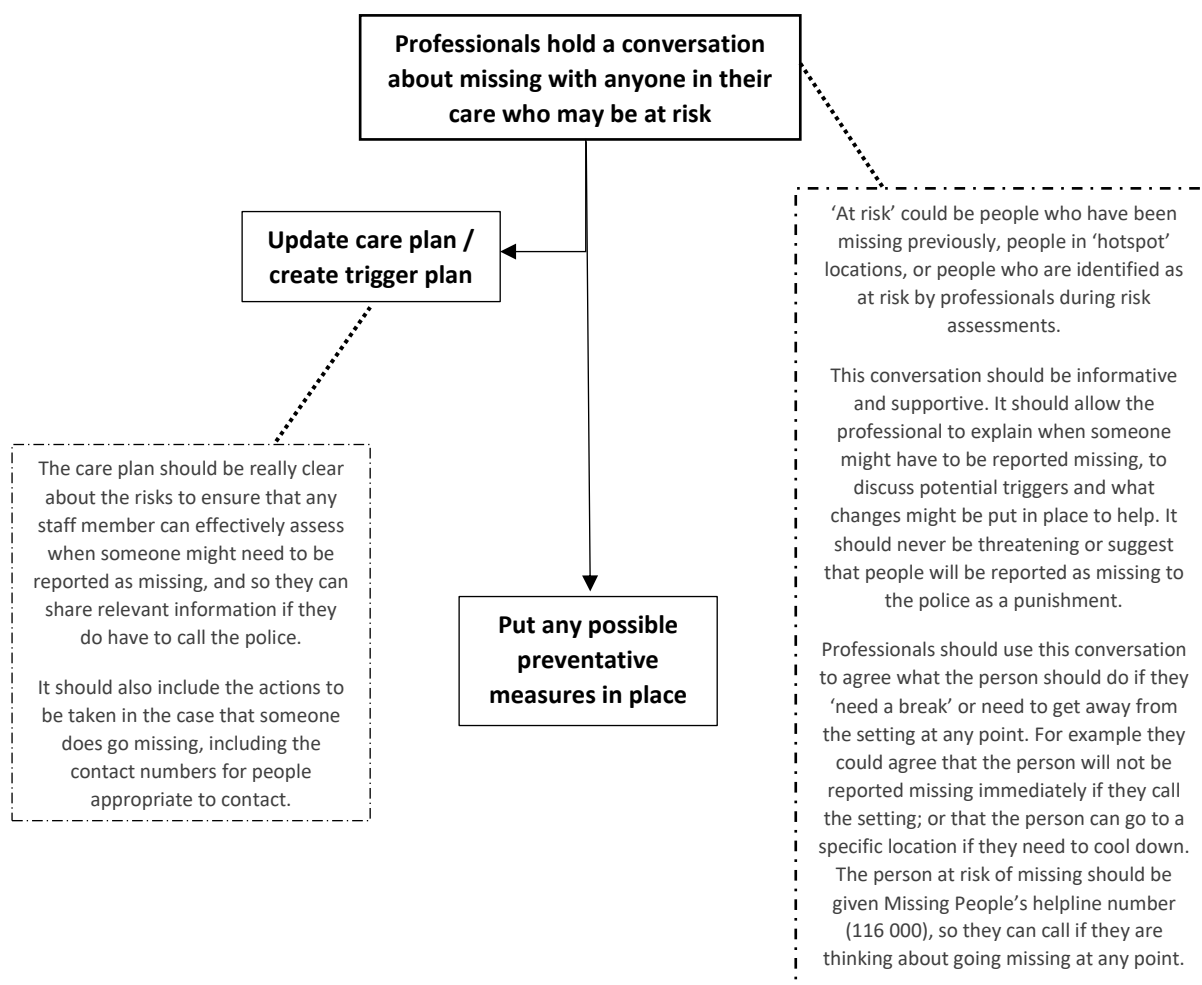 Professionals hold a conversation
about missing with anyone in their
care who may be at risk
Update care plan /
create trigger plan
‘At risk’ could be people who have been
missing previously, people in ‘hotspot’
locations, or people who are identified as
at risk by professionals during risk
assessments.
This conversation should be informative
and supportive. It should allow the
professional to explain when someone
might have to be reported missing, to
discuss potential triggers and what
changes might be put in place to help. It
should never be threatening or suggest
that people will be reported as missing to
the police as a punishment.
Professionals should use this conversation
to agree what the person should do if they
‘need a break’ or need to get away from
the setting at any point. For example they
could agree that the person will not be
reported missing immediately if they call
the setting; or that the person can go to a
specific location if they need to cool down.
The person at risk of missing should be
given Missing People’s helpline number
(116 000), so they can call if they are
thinking about going missing at any point.
The care plan should be really clear
about the risks to ensure that any
staff member can effectively assess
when someone might need to be
reported as missing, and so they can
share relevant information if they
do have to call the police.
It should also include the actions to
be taken in the case that someone
does go missing, including the
contact numbers for people
appropriate to contact.
Put any possible
preventative
measures in place